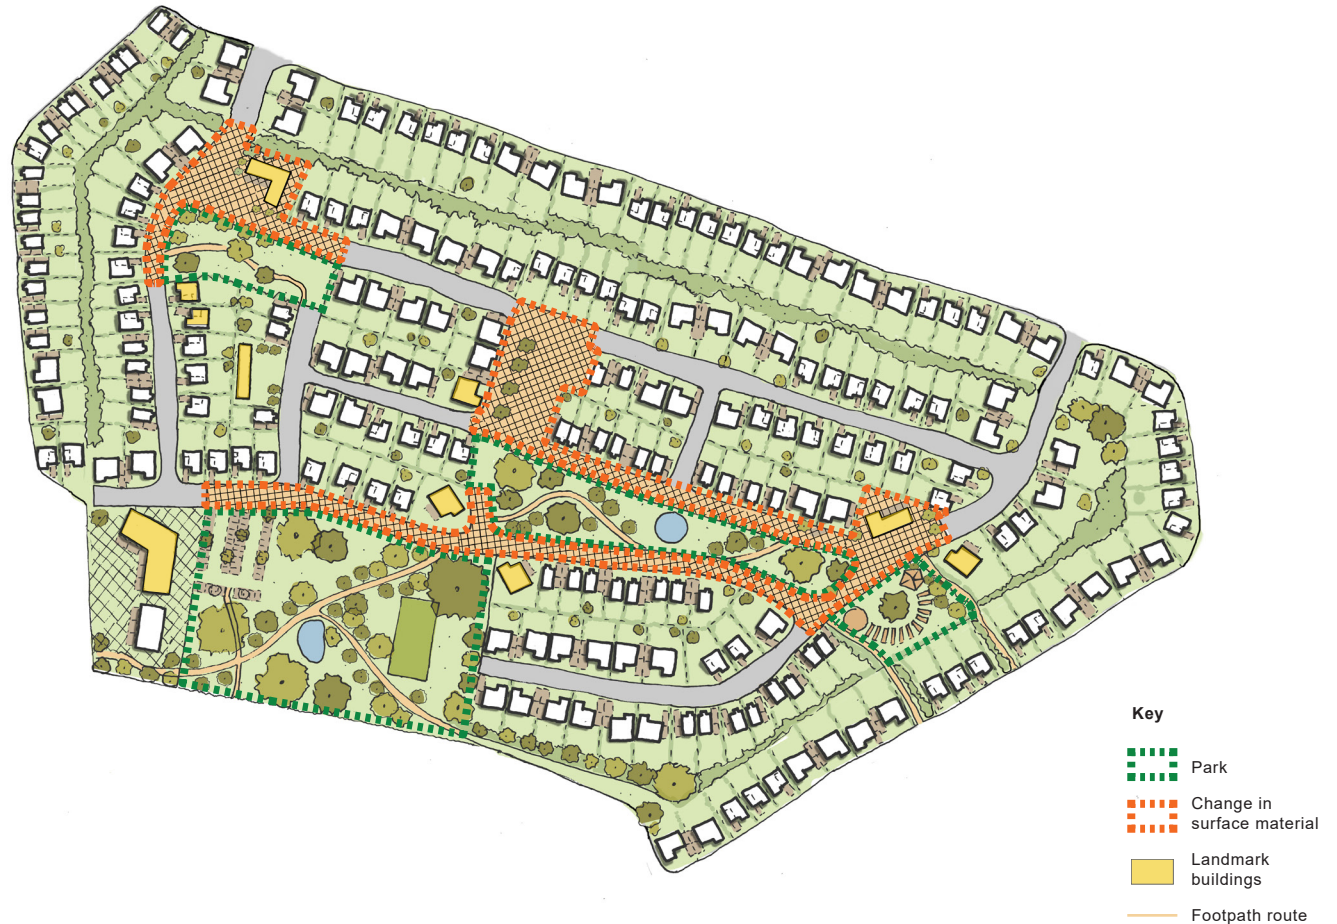 Key
Park
Change in
surface material
Landmark
buildings
Footpath route